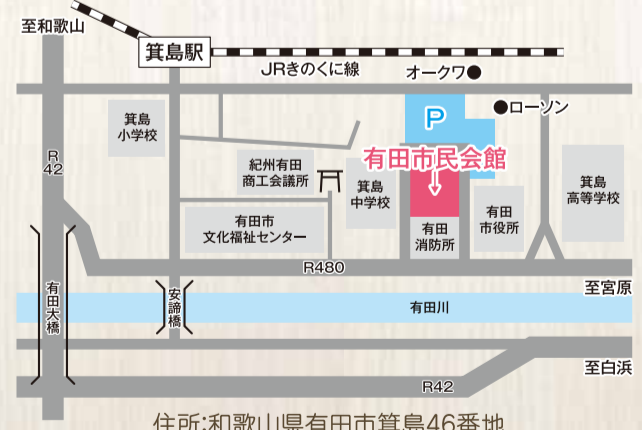 至和歌山
箕島駅
JRきのくに線
オークワ
ローソン
P
箕島
小学校
R
42
紀州有田
商工会議所
有田市民会館
箕島
中学校
箕島
高等学校
有田市
文化福祉センター
有田
消防所
有田
市役所
R480
至宮原
有田大橋
安諦橋
有田川
至白浜
R42
住所:和歌山県有田市箕島46番地